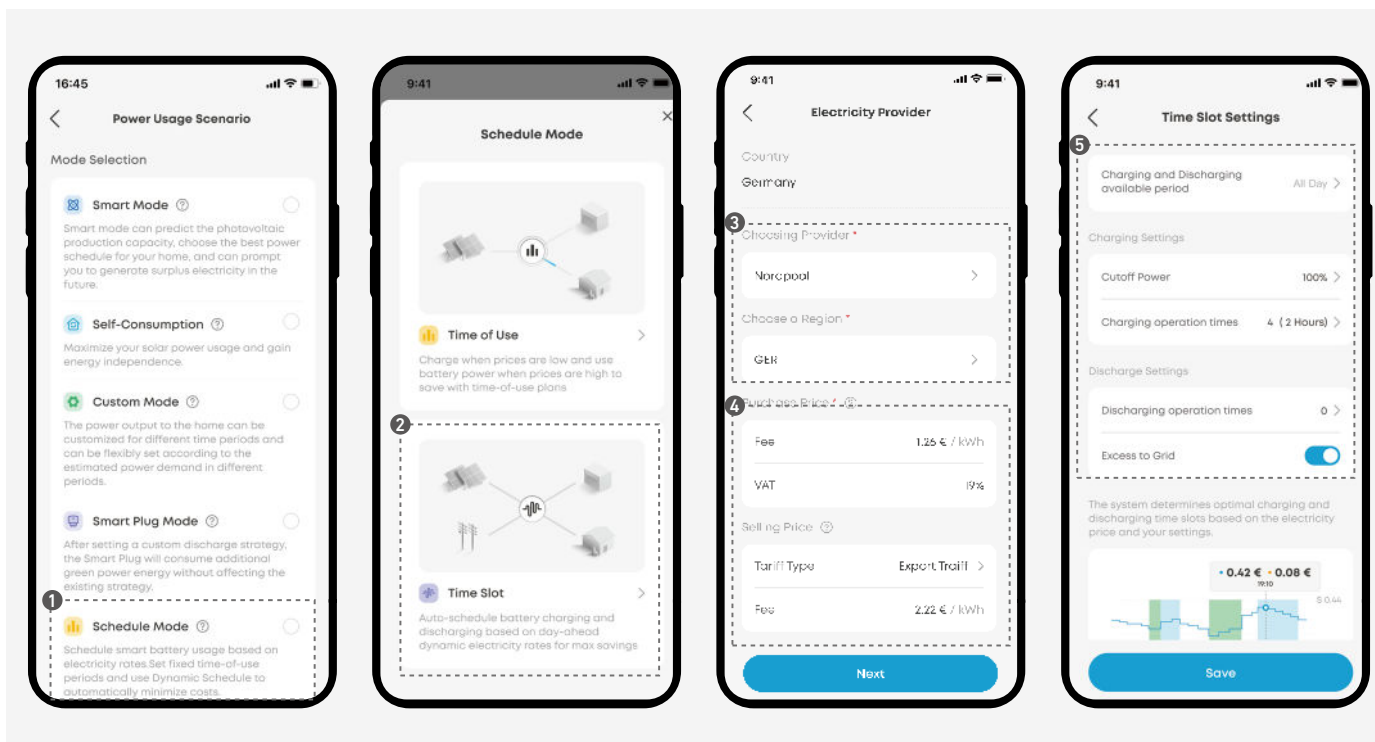 16:45
Power Usage Scenario
Mode Selection
Smart Mode ?
Smart mode can predict the photovoltaic
production capacity, choose the best power
schedule for your home, and can prompt
you to generate surplus electricity in the
future.
Self-Consumption ?
Maximize your solar power usage and gain
energy independence.
Custom Mode ?
The power output to the home can be
customized for different time periods and
can be flexibly set according to the
estimated power demand in different
periods.
Smart Plug Mode ?
After setting a custom discharge strategy,
the Smart Plug will consume additional
green power energy without affecting the
existing strategy.
1
Schedule Mode ?
Schedule smart battery usage based on
electricity rates.Set fixed time-of-use
periods and use Dynamic Schedule to
automatically minimize costs.
9:41
Schedule Mode
Time of Use
Charge when prices are low and use
battery power when prices are high to
save with time-of-use plans
2
Time Slot
Auto-schedule battery charging and
discharging based on day-ahead
dynamic electricity rates for max savings
9:41
Electricity Provider
Country
Germany
3
Choosing Provider *
Nordpool
Choose a Region *
GER
4
Purchase Price *
Fee 1.26 € / kWh
VAT 19%
Selling Price ?
Tariff Type Export Traiff
Fee 2.22 € / kWh
Next
9:41
Time Slot Settings
5
Charging and Discharging
available period All Day
Charging Settings
Cutoff Power 100%
Charging operation times 4 ( 2 Hours)
Discharge Settings
Discharging operation times 0
Excess to Grid
The system determines optimal charging and
discharging time slots based on the electricity
price and your settings.
0.42 € 0.08 €
19:10
$ 0.44
Save